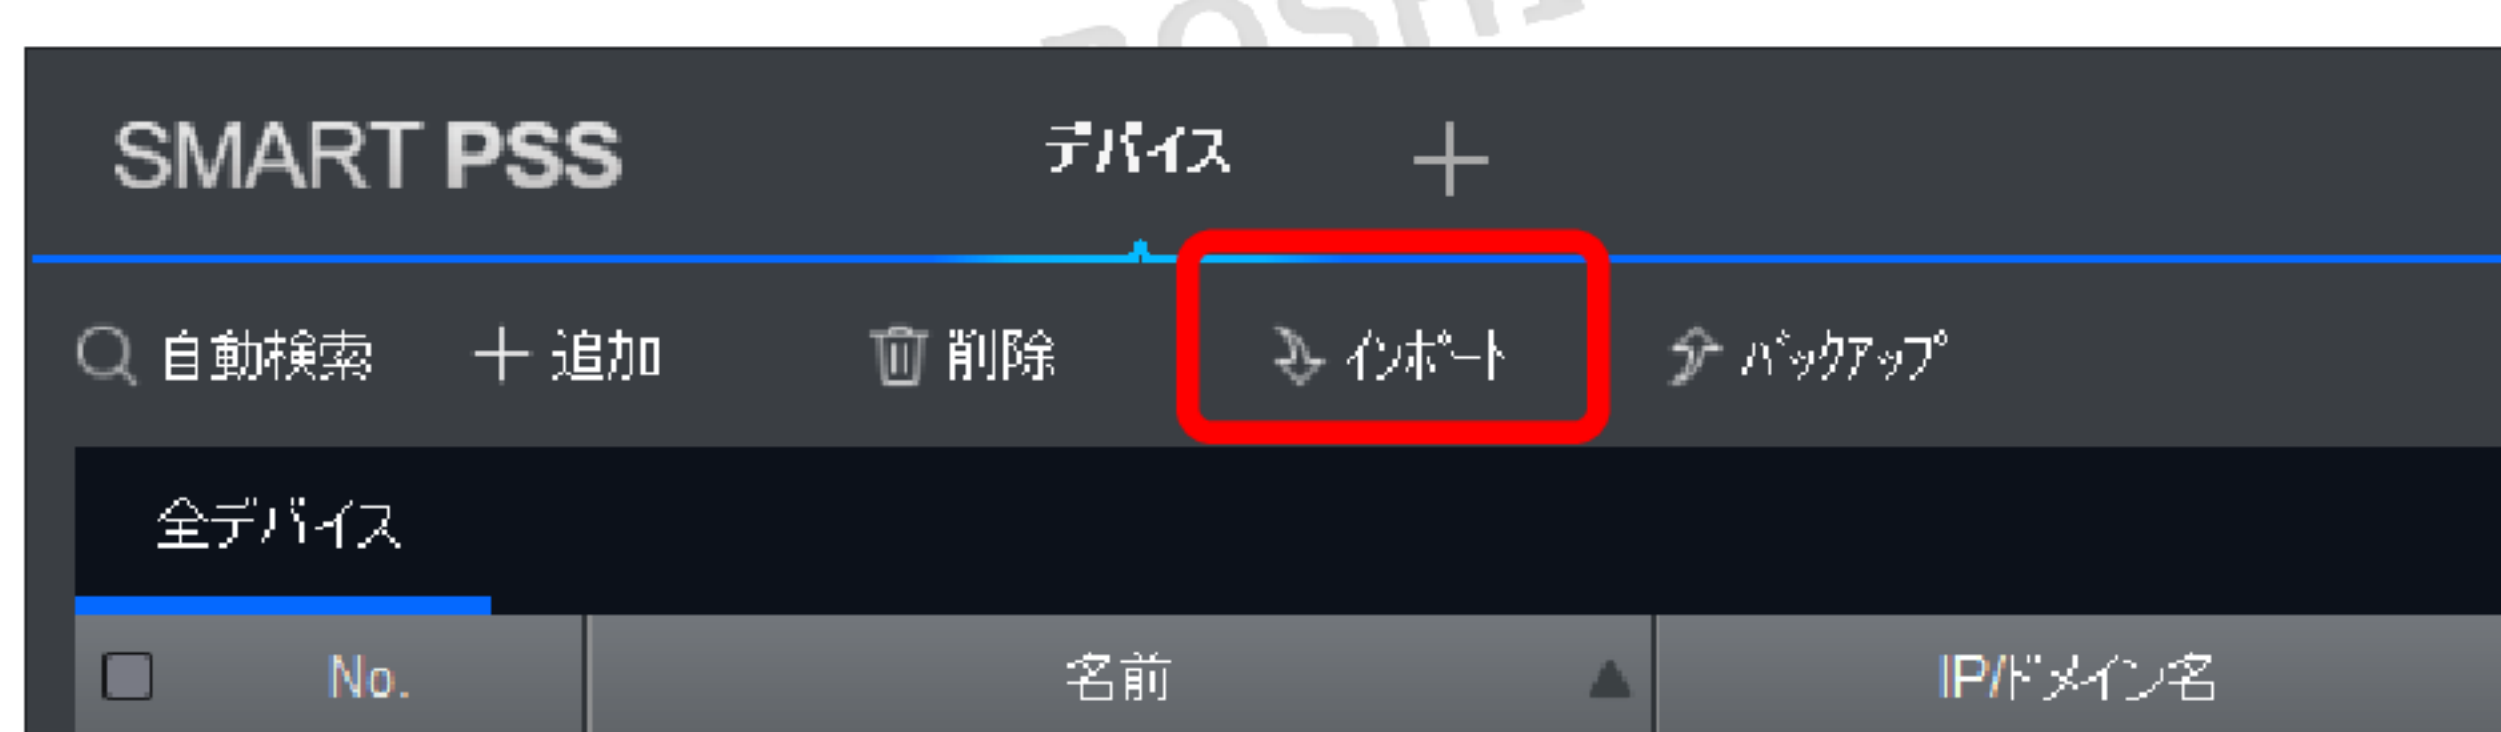 SMART PSS デバイス
自動検索 追加 削除 インポート バックアップ
全デバイス
No. 名前 IP/ドメイン名